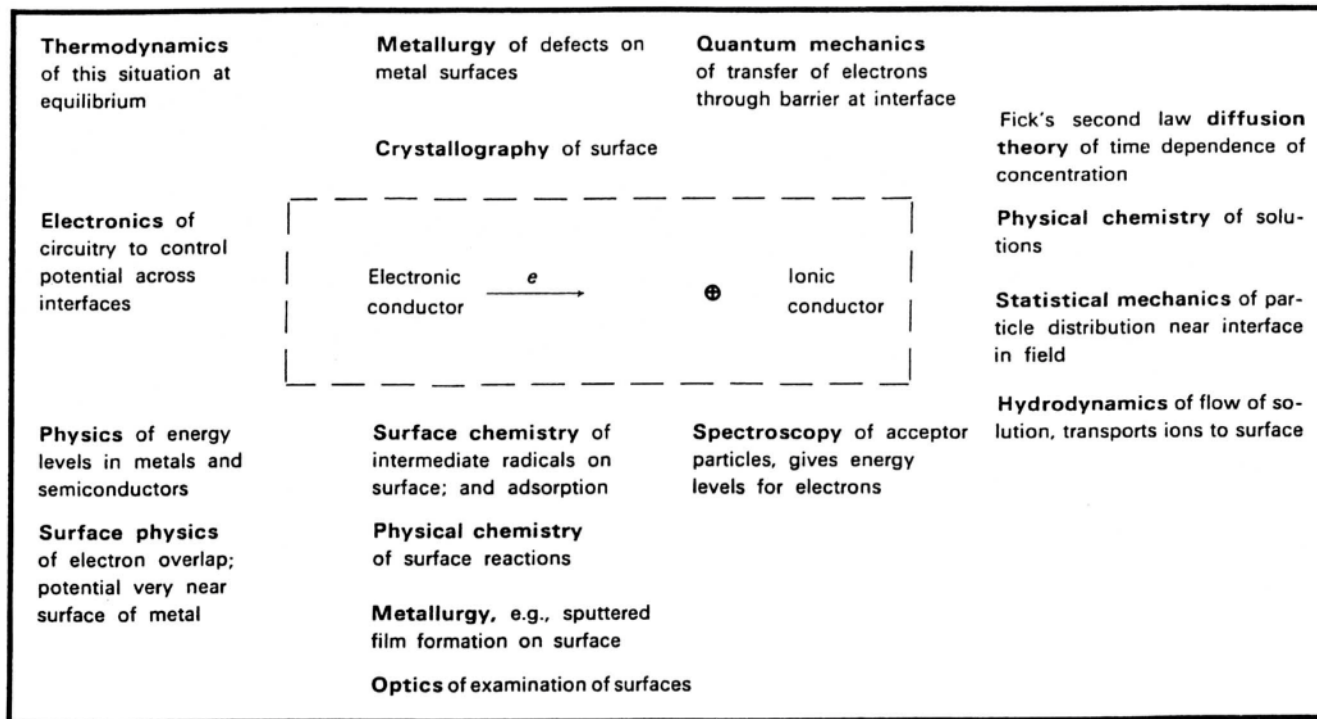 Thermodynamics
of this situation at
equilibrium
Metallurgy of defects on
metal surfaces
Quantum mechanics
of transfer of electrons
through barrier at interface
Crystallography of surface
Fick's second law diffusion
theory of time dependence of
concentration
Electronics of
circuitry to control
potential across
interfaces
Electronic
conductor
e
⊕
Ionic
conductor
Physical chemistry of solu-
tions
Statistical mechanics of par-
ticle distribution near interface
in field
Hydrodynamics of flow of so-
lution, transports ions to surface
Physics of energy
levels in metals and
semiconductors
Surface chemistry of
intermediate radicals on
surface; and adsorption
Spectroscopy of acceptor
particles, gives energy
levels for electrons
Surface physics
of electron overlap;
potential very near
surface of metal
Physical chemistry
of surface reactions
Metallurgy, e.g., sputtered
film formation on surface
Optics of examination of surfaces